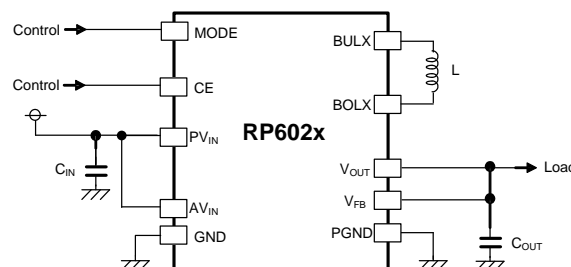 Control MODE
BULX
L
Control CE
BOLX
RP602x
PVIN
CIN
VOUT Load
VFB
AVIN
GND
PGND
COUT